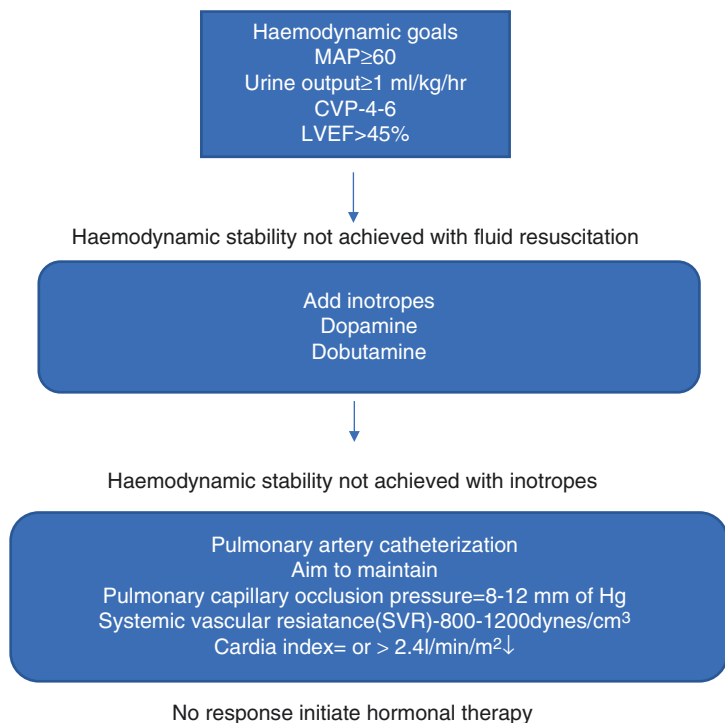 Haemodynamic goals
MAP≥60
Urine output≥1 ml/kg/hr
CVP-4-6
LVEF>45%
Haemodynamic stability not achieved with fluid resuscitation
Add inotropes
Dopamine
Dobutamine
Haemodynamic stability not achieved with inotropes
Pulmonary artery catheterization
Aim to maintain
Pulmonary capillary occlusion pressure=8-12 mm of Hg
Systemic vascular resiatance(SVR)-800-1200dynes/cm³
Cardia index= or > 2.4l/min/m²↓
No response initiate hormonal therapy